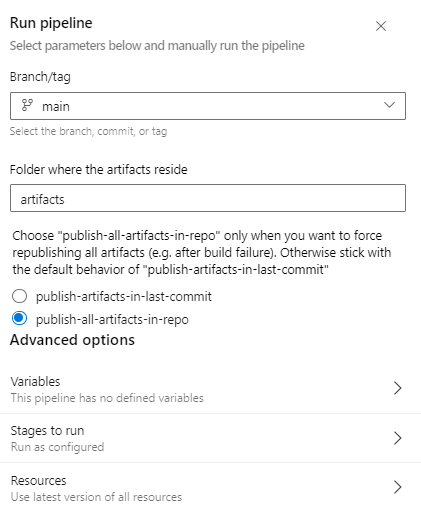 Run pipeline
Select parameters below and manually run the pipeline
Branch/tag
main
Select the branch, commit, or tag
Folder where the artifacts reside
artifacts
Choose "publish-all-artifacts-in-repo" only when you want to force
republishing all artifacts (e.g. after build failure). Otherwise stick with
the default behavior of "publish-artifacts-in-last-commit"
publish-artifacts-in-last-commit
publish-all-artifacts-in-repo
Advanced options
Variables
This pipeline has no defined variables
Stages to run
Run as configured
Resources
Use latest version of all resources